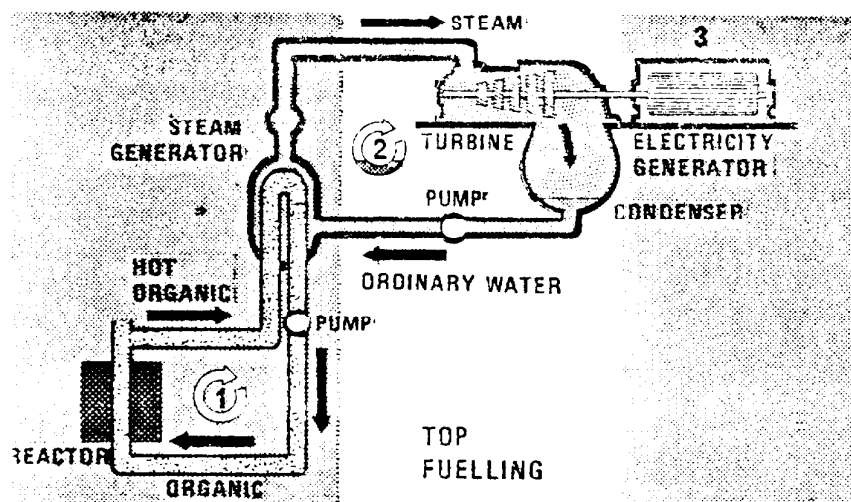 STEAM
3
STEAM
GENERATOR
2
TURBINE
ELECTRICITY
GENERATOR
PUMP
CONDENSER
ORDINARY WATER
HOT
ORGANIC
PUMP
1
REACTOR
ORGANIC
TOP
FUELLING